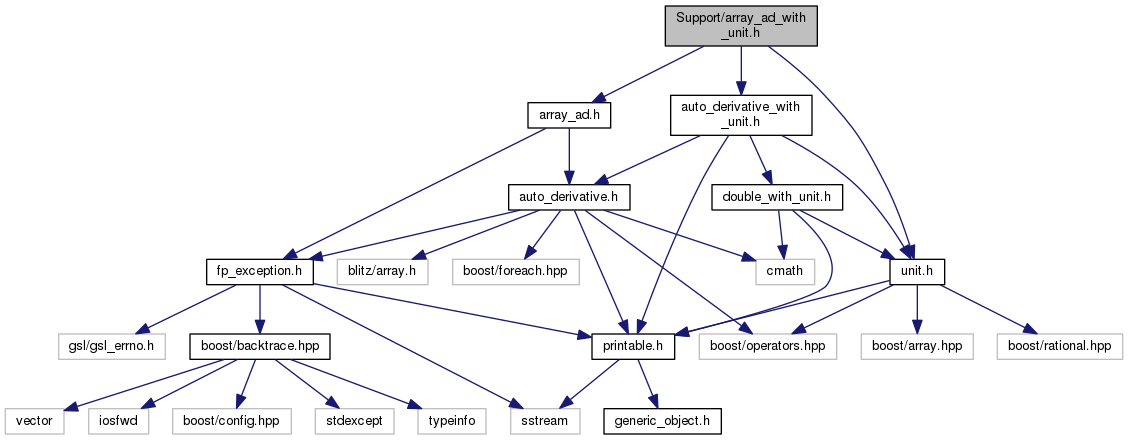 Support/array_ad_with
_unit.h
array_ad.h
auto_derivative_with
_unit.h
auto_derivative.h
double_with_unit.h
fp_exception.h
blitz/array.h
boost/foreach.hpp
cmath
unit.h
gsl/gsl_errno.h
boost/backtrace.hpp
printable.h
boost/operators.hpp
boost/array.hpp
boost/rational.hpp
vector
iosfwd
boost/config.hpp
stdexcept
typeinfo
sstream
generic_object.h